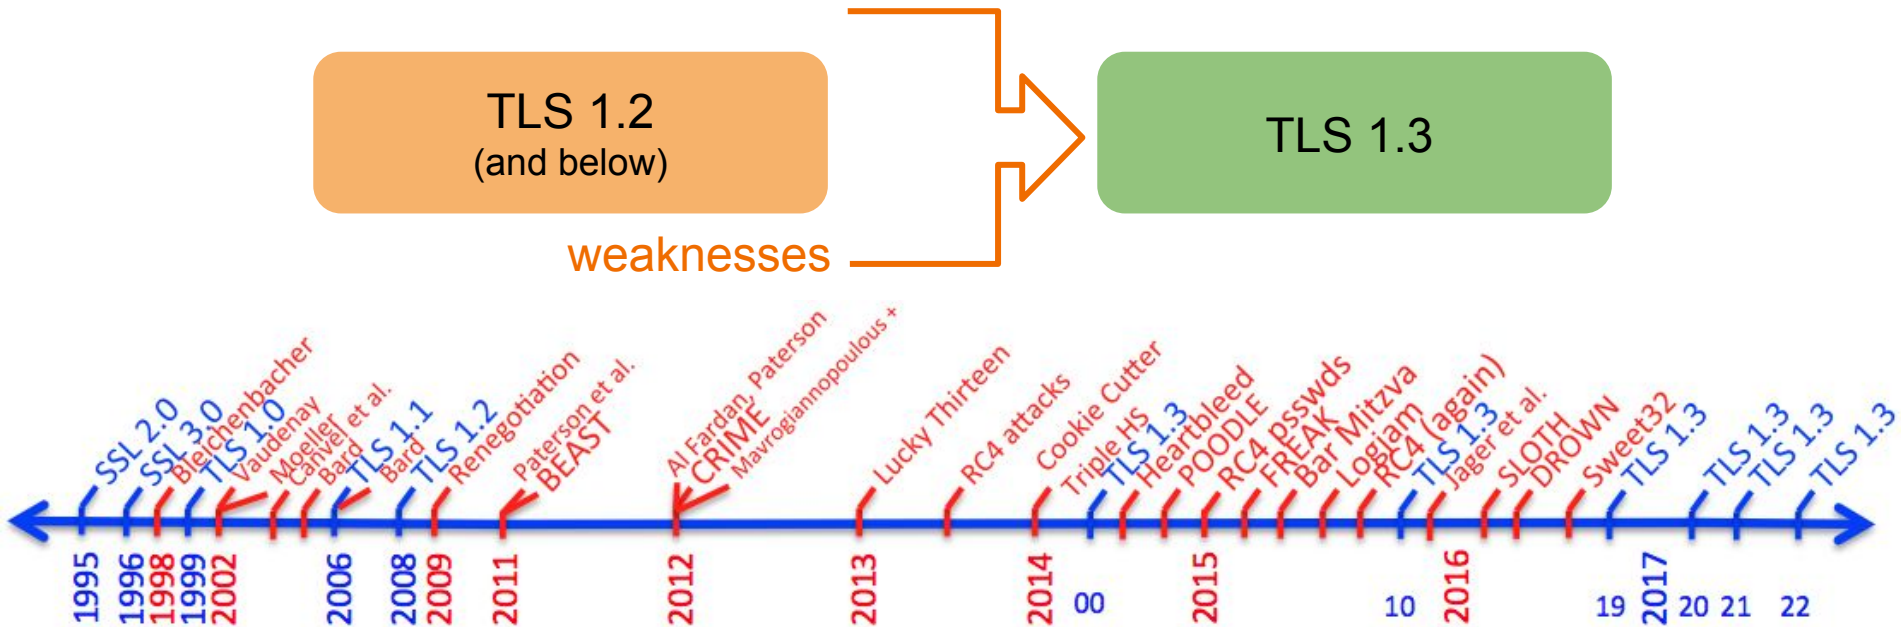 TLS 1.2
(and below)
TLS 1.3
weaknesses
SSL 2.0
SSL 3.0
Bleichenbacher
TLS 1.0
Vaudenay
Moeller
Canvel et al.
Bard
TLS 1.1
Bard
TLS 1.2
Renegotiation
Paterson et al.
BEAST
Al Fardan, Paterson
CRIME
Mavrogiannopoulous +
Lucky Thirteen
RC4 attacks
Cookie Cutter
Triple HS
TLS 1.3
Heartbleed
POODLE
RC4 psswds
FREAK
Bar Mitzva
Logjam
RC4 (again)
TLS 1.3
Jager et al.
SLOTH
DROWN
Sweet32
TLS 1.3
TLS 1.3
TLS 1.3
TLS 1.3
1995
1996
1998
1999
2002
2006
2008
2009
2011
2012
2013
2014
00
2015
10
2016
19
2017
20
21
22